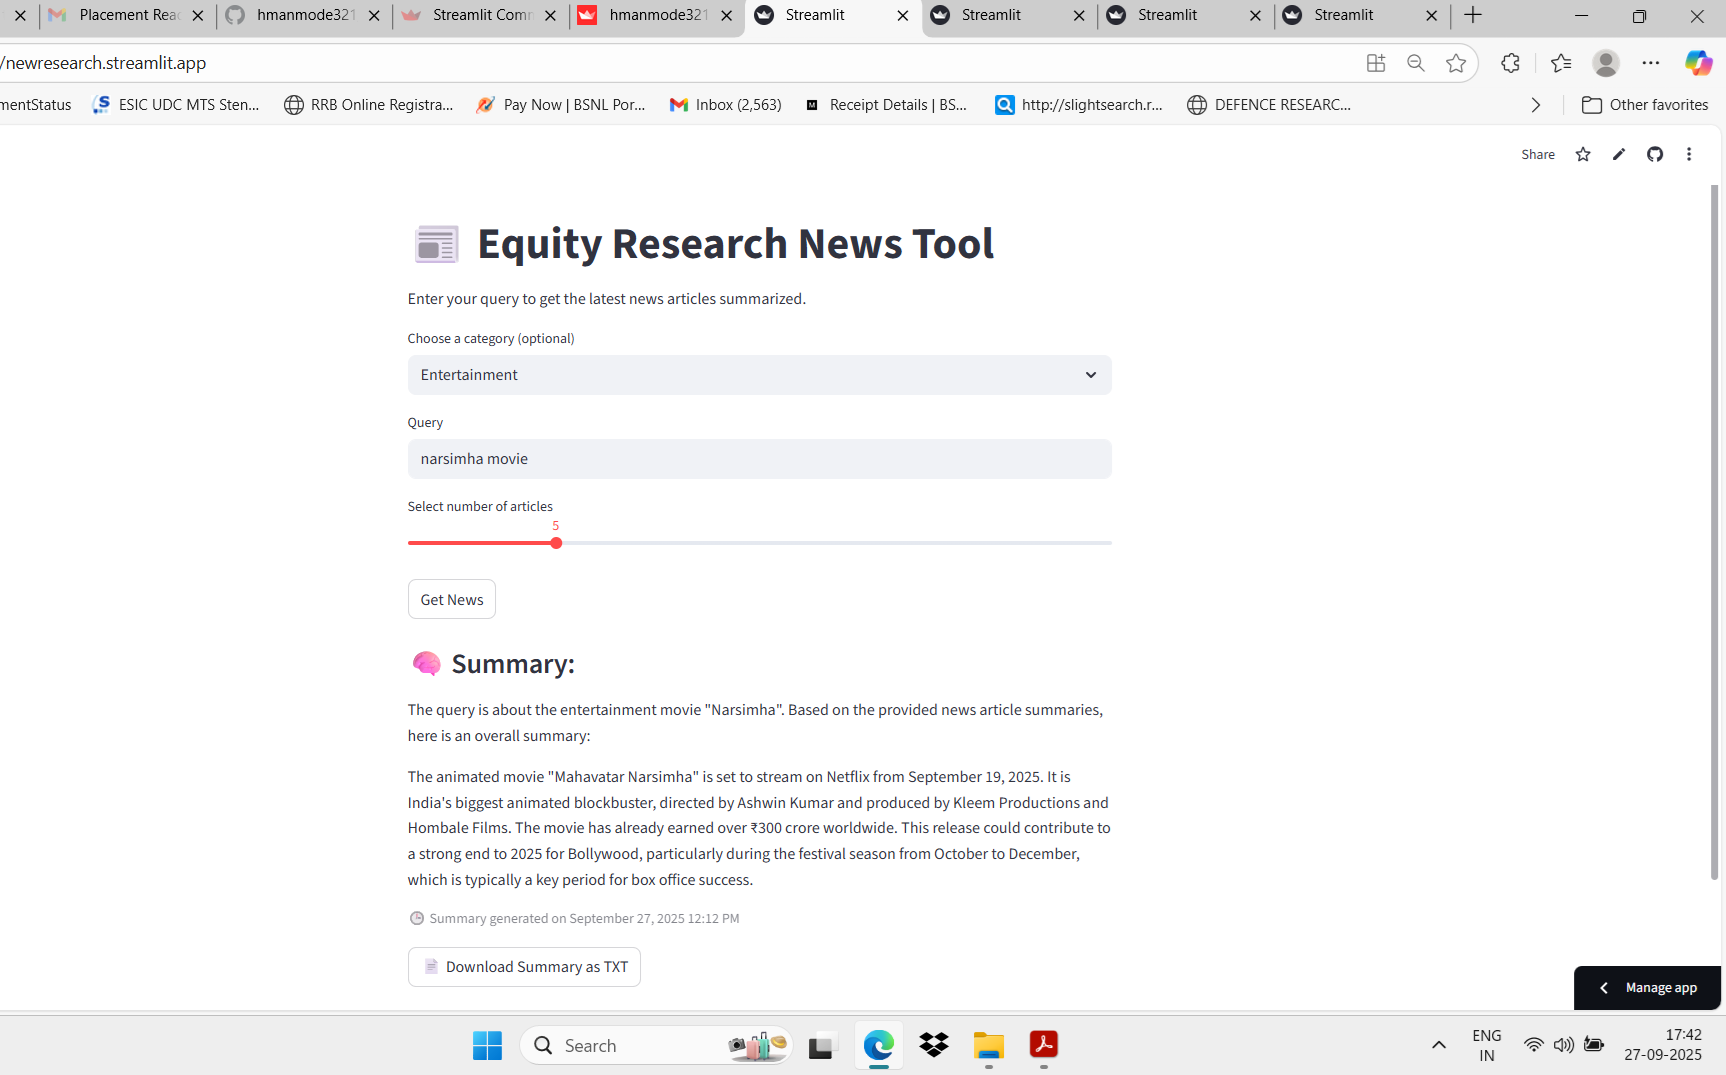 Placement Read
hmanmode321
Streamlit Comm
hmanmode321
Streamlit
Streamlit
Streamlit
Streamlit
/newresearch.streamlit.app
mentStatus
ESIC UDC MTS Sten...
RRB Online Registra...
Pay Now | BSNL Por...
Inbox (2,563)
Receipt Details | BS...
http://slightsearch.r...
DEFENCE RESEARC...
Other favorites
Share
Equity Research News Tool
Enter your query to get the latest news articles summarized.
Choose a category (optional)
Entertainment
Query
narsimha movie
Select number of articles
5
Get News
Summary:
The query is about the entertainment movie "Narsimha". Based on the provided news article summaries,
here is an overall summary:
The animated movie "Mahavatar Narsimha" is set to stream on Netflix from September 19, 2025. It is
India's biggest animated blockbuster, directed by Ashwin Kumar and produced by Kleem Productions and
Hombale Films. The movie has already earned over ₹300 crore worldwide. This release could contribute to
a strong end to 2025 for Bollywood, particularly during the festival season from October to December,
which is typically a key period for box office success.
Summary generated on September 27, 2025 12:12 PM
Download Summary as TXT
Manage app
Search
ENG
IN
17:42
27-09-2025